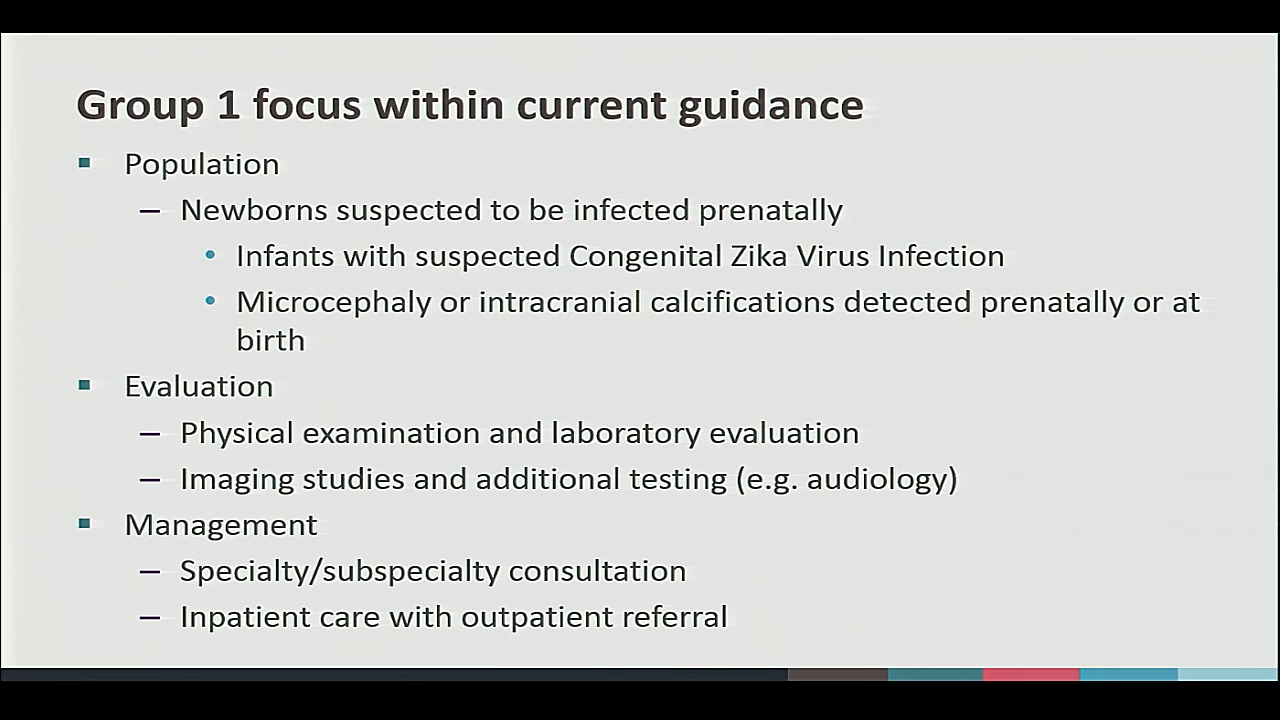 Group 1 focus within current guidance
▪ Population
– Newborns suspected to be infected prenatally
• Infants with suspected Congenital Zika Virus Infection
• Microcephaly or intracranial calcifications detected prenatally or at
birth
▪ Evaluation
– Physical examination and laboratory evaluation
– Imaging studies and additional testing (e.g. audiology)
▪ Management
– Specialty/subspecialty consultation
– Inpatient care with outpatient referral